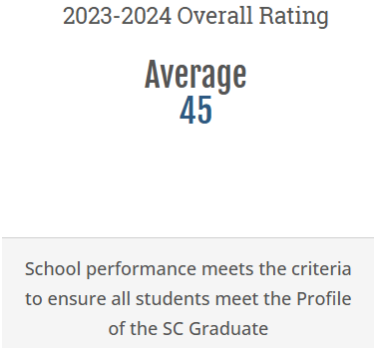 2023-2024 Overall Rating
Average
45
School performance meets the criteria
to ensure all students meet the Profile
of the SC Graduate